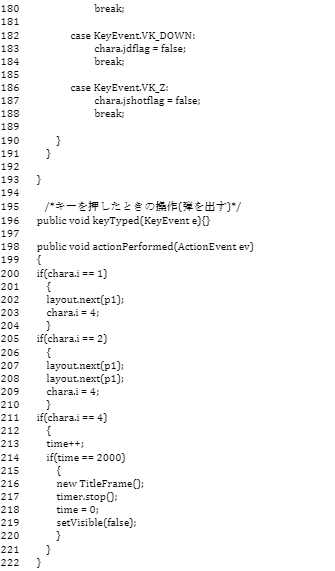 180 break;
181
182 case KeyEvent.VK_DOWN:
183 chara.jdflag = false;
184 break;
185
186 case KeyEvent.VK_Z:
187 chara.jshotflag = false;
188 break;
189
190 }
191 }
192
193 }
194
195 /*キーを押したときの操作(弾を出す)*/
196 public void keyTyped(KeyEvent e){}
197
198 public void actionPerformed(ActionEvent ev)
199 {
200 if(chara.i == 1)
201 {
202 layout.next(p1);
203 chara.i = 4;
204 }
205 if(chara.i == 2)
206 {
207 layout.next(p1);
208 layout.next(p1);
209 chara.i = 4;
210 }
211 if(chara.i == 4)
212 {
213 time++;
214 if(time == 2000)
215 {
216 new TitleFrame();
217 timer.stop();
218 time = 0;
219 setVisible(false);
220 }
221 }
222 }